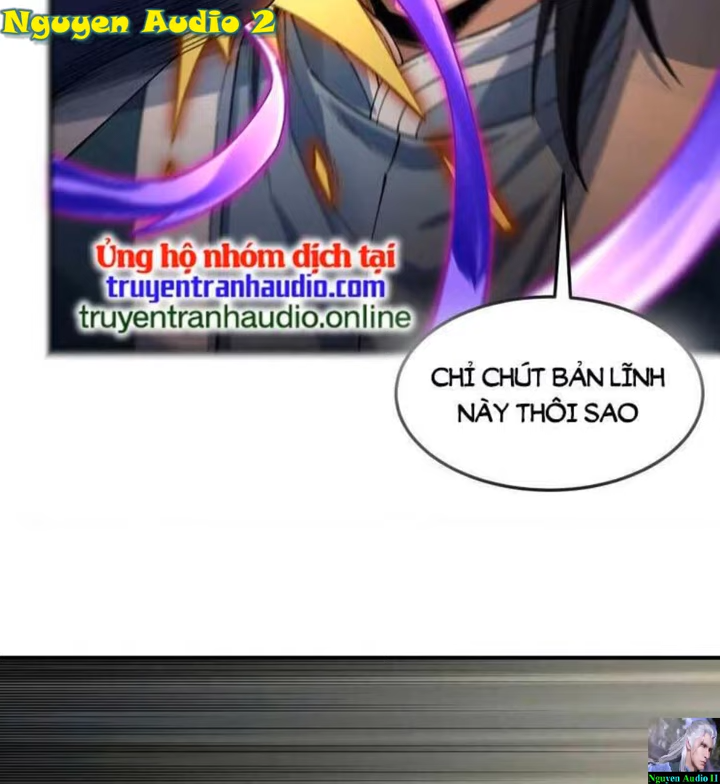 Nguyen Audio 2
Ủng hộ nhóm dịch tại
truyentranhaudio.com
truyentranhaudio.online
CHỈ CHÚT BẢN LĨNH
NÀY THÔI SAO
Nguyen Audio 11